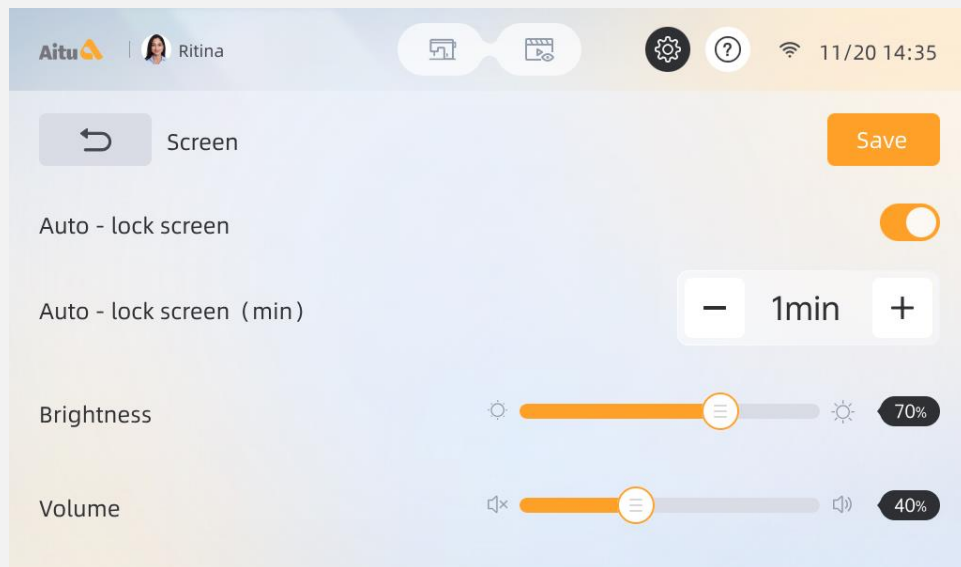 Aitu Ritina ? 11/20 14:35
Screen Save
Auto - lock screen
Auto - lock screen (min) − 1min +
Brightness 70%
Volume 40%